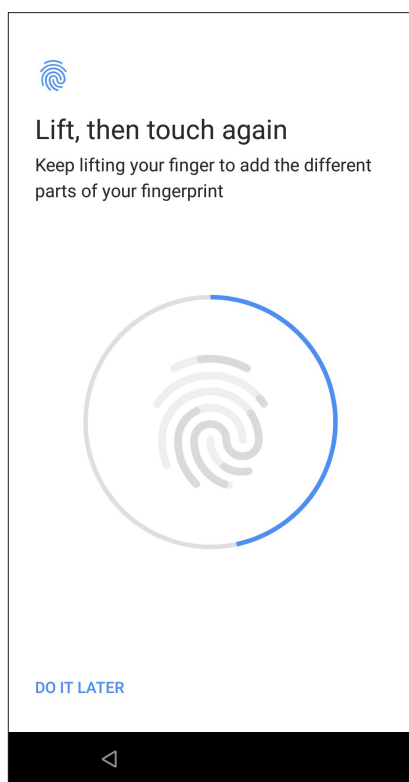 Lift, then touch again
Keep lifting your finger to add the different
parts of your fingerprint
DO IT LATER